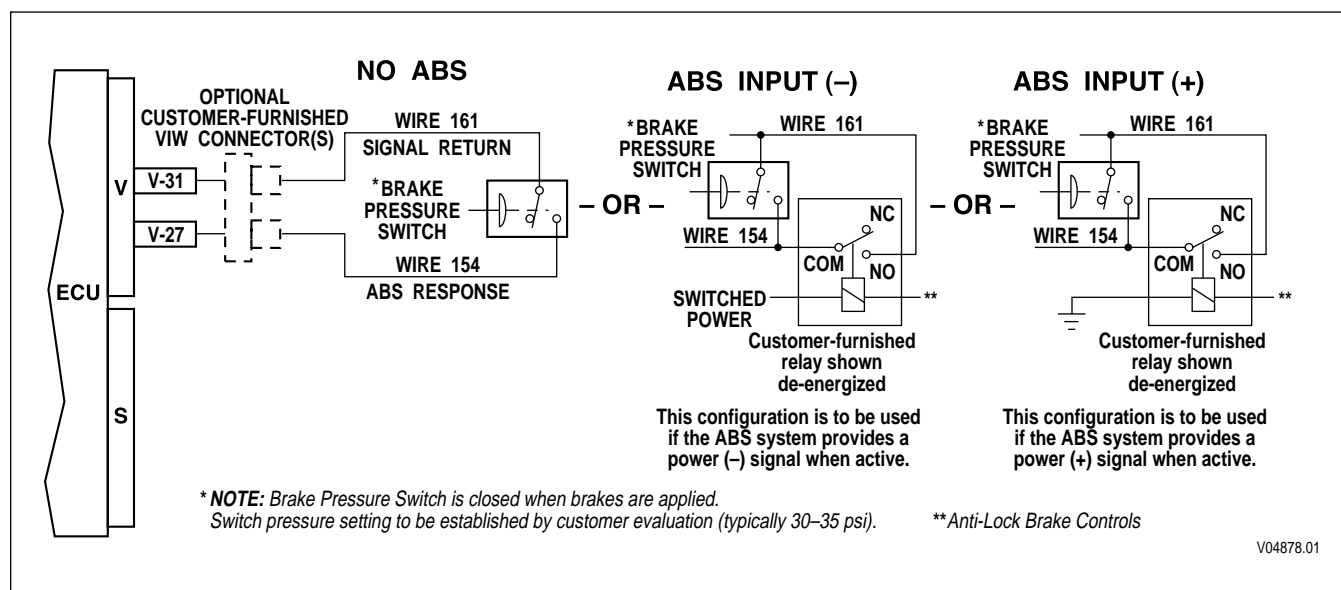 NO ABS
ABS INPUT (–)
ABS INPUT (+)
OPTIONAL
CUSTOMER-FURNISHED
VIW CONNECTOR(S)
V
V-31
V-27
ECU
S
WIRE 161
SIGNAL RETURN
*BRAKE
PRESSURE
SWITCH
WIRE 154
ABS RESPONSE
– OR –
*BRAKE
PRESSURE
SWITCH
WIRE 161
WIRE 154
NC
COM
NO
SWITCHED
POWER
**
Customer-furnished
relay shown
de-energized
This configuration is to be used
if the ABS system provides a
power (–) signal when active.
– OR –
*BRAKE
PRESSURE
SWITCH
WIRE 161
WIRE 154
NC
COM
NO
**
Customer-furnished
relay shown
de-energized
This configuration is to be used
if the ABS system provides a
power (+) signal when active.
* NOTE: Brake Pressure Switch is closed when brakes are applied.
Switch pressure setting to be established by customer evaluation (typically 30–35 psi).
**Anti-Lock Brake Controls
V04878.01